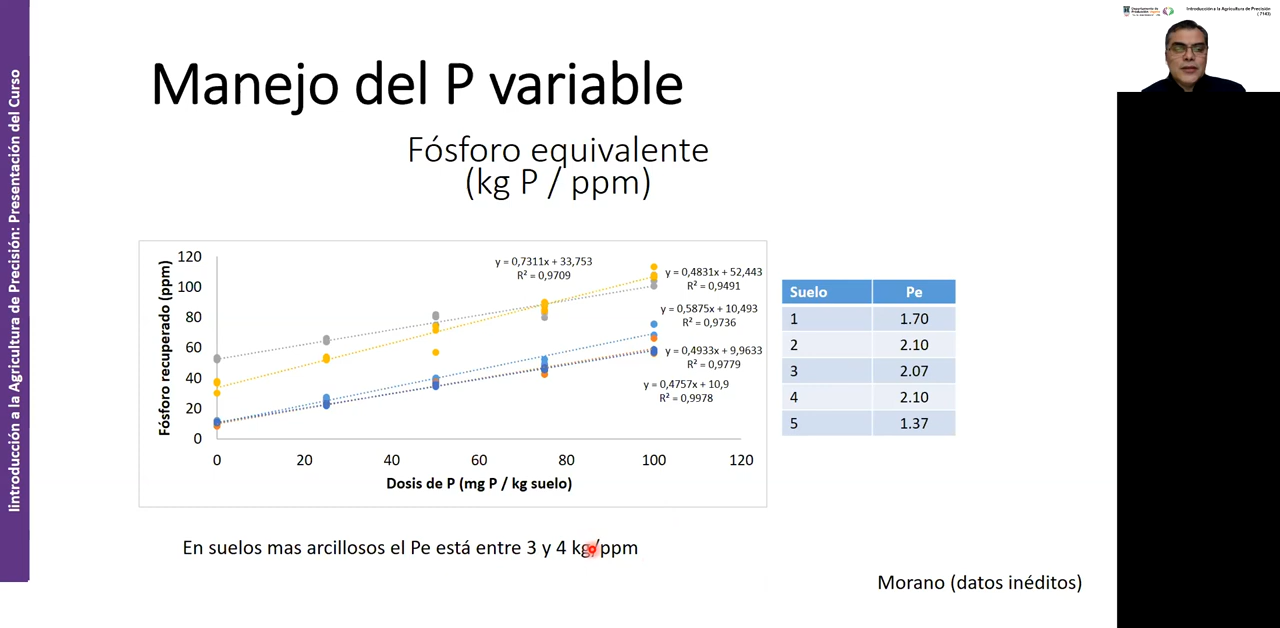 Introducción a la Agricultura de Precisión
( 7143)
Iintroducción a la Agricultura de Precisión: Presentación del Curso
Manejo del P variable
Fósforo equivalente
(kg P / ppm)
Fósforo recuperado (ppm)
120
100
80
60
40
20
0
y = 0,7311x + 33,753
R² = 0,9709
y = 0,4831x + 52,443
R² = 0,9491
y = 0,5875x + 10,493
R² = 0,9736
y = 0,4933x + 9,9633
R² = 0,9779
y = 0,4757x + 10,9
R² = 0,9978
0 20 40 60 80 100 120
Dosis de P (mg P / kg suelo)
Suelo Pe
1 1.70
2 2.10
3 2.07
4 2.10
5 1.37
En suelos mas arcillosos el Pe está entre 3 y 4 kg/ppm
Morano (datos inéditos)